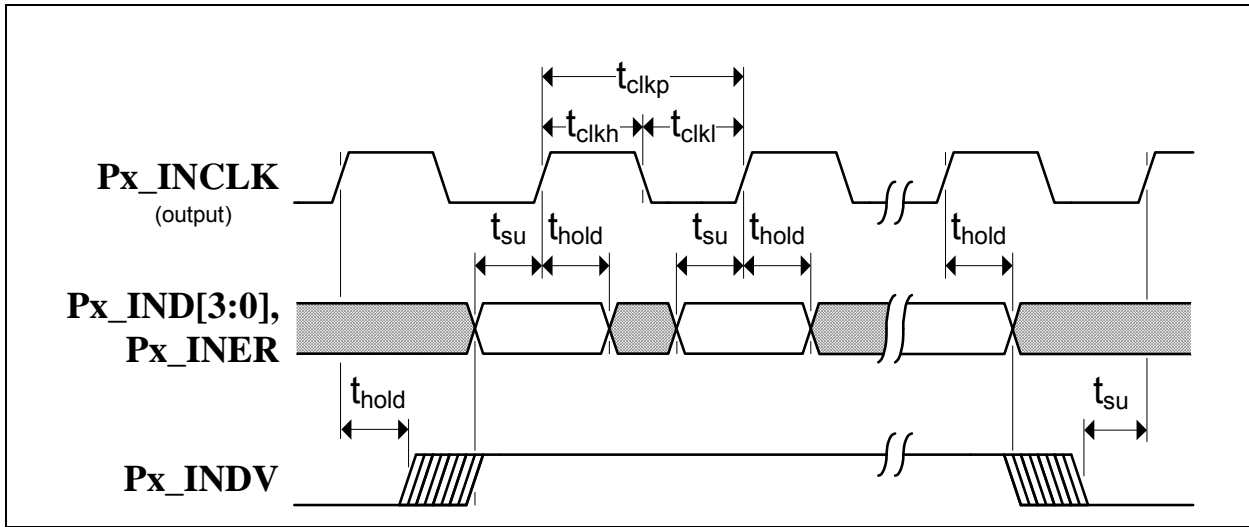 tclkp
tclkh tclkl
Px_INCLK
(output)
tsu thold tsu thold thold
Px_IND[3:0],
Px_INER
thold tsu
Px_INDV